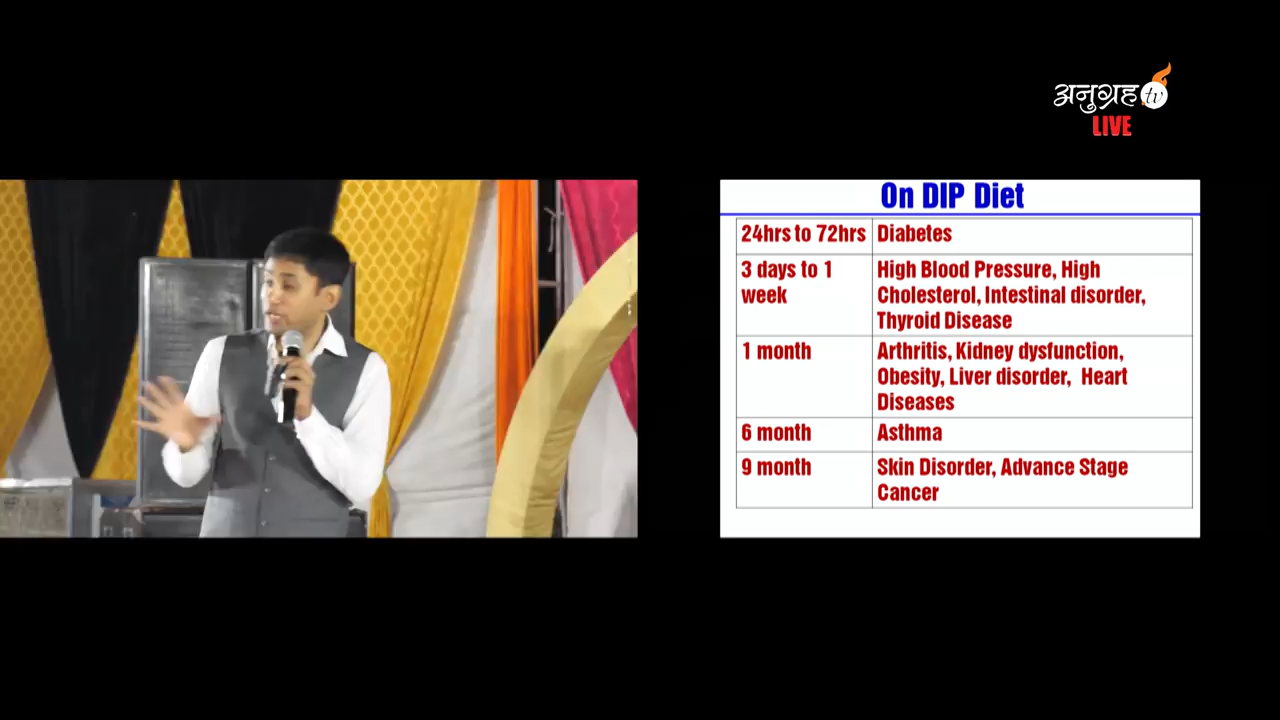 अनुग्रह tv
LIVE
On DIP Diet
24hrs to 72hrs Diabetes
3 days to 1 High Blood Pressure, High
week Cholesterol, Intestinal disorder,
Thyroid Disease
1 month Arthritis, Kidney dysfunction,
Obesity, Liver disorder, Heart
Diseases
6 month Asthma
9 month Skin Disorder, Advance Stage
Cancer